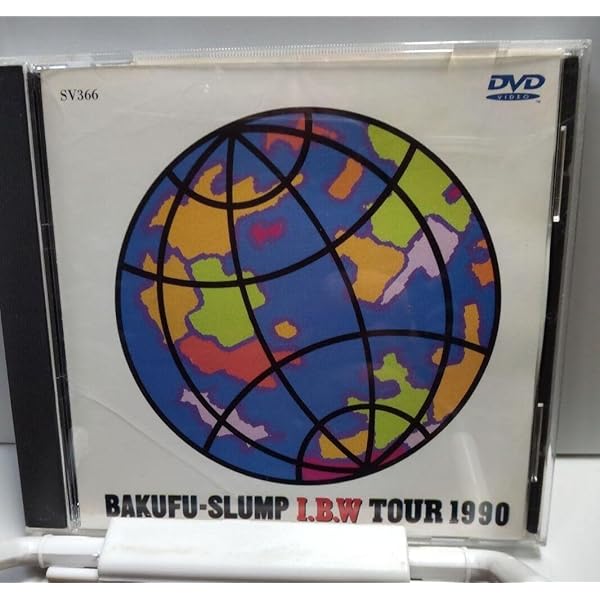 SV366
DVD
VIDEO
BAKUFU-SLUMP I.B.W TOUR 1990